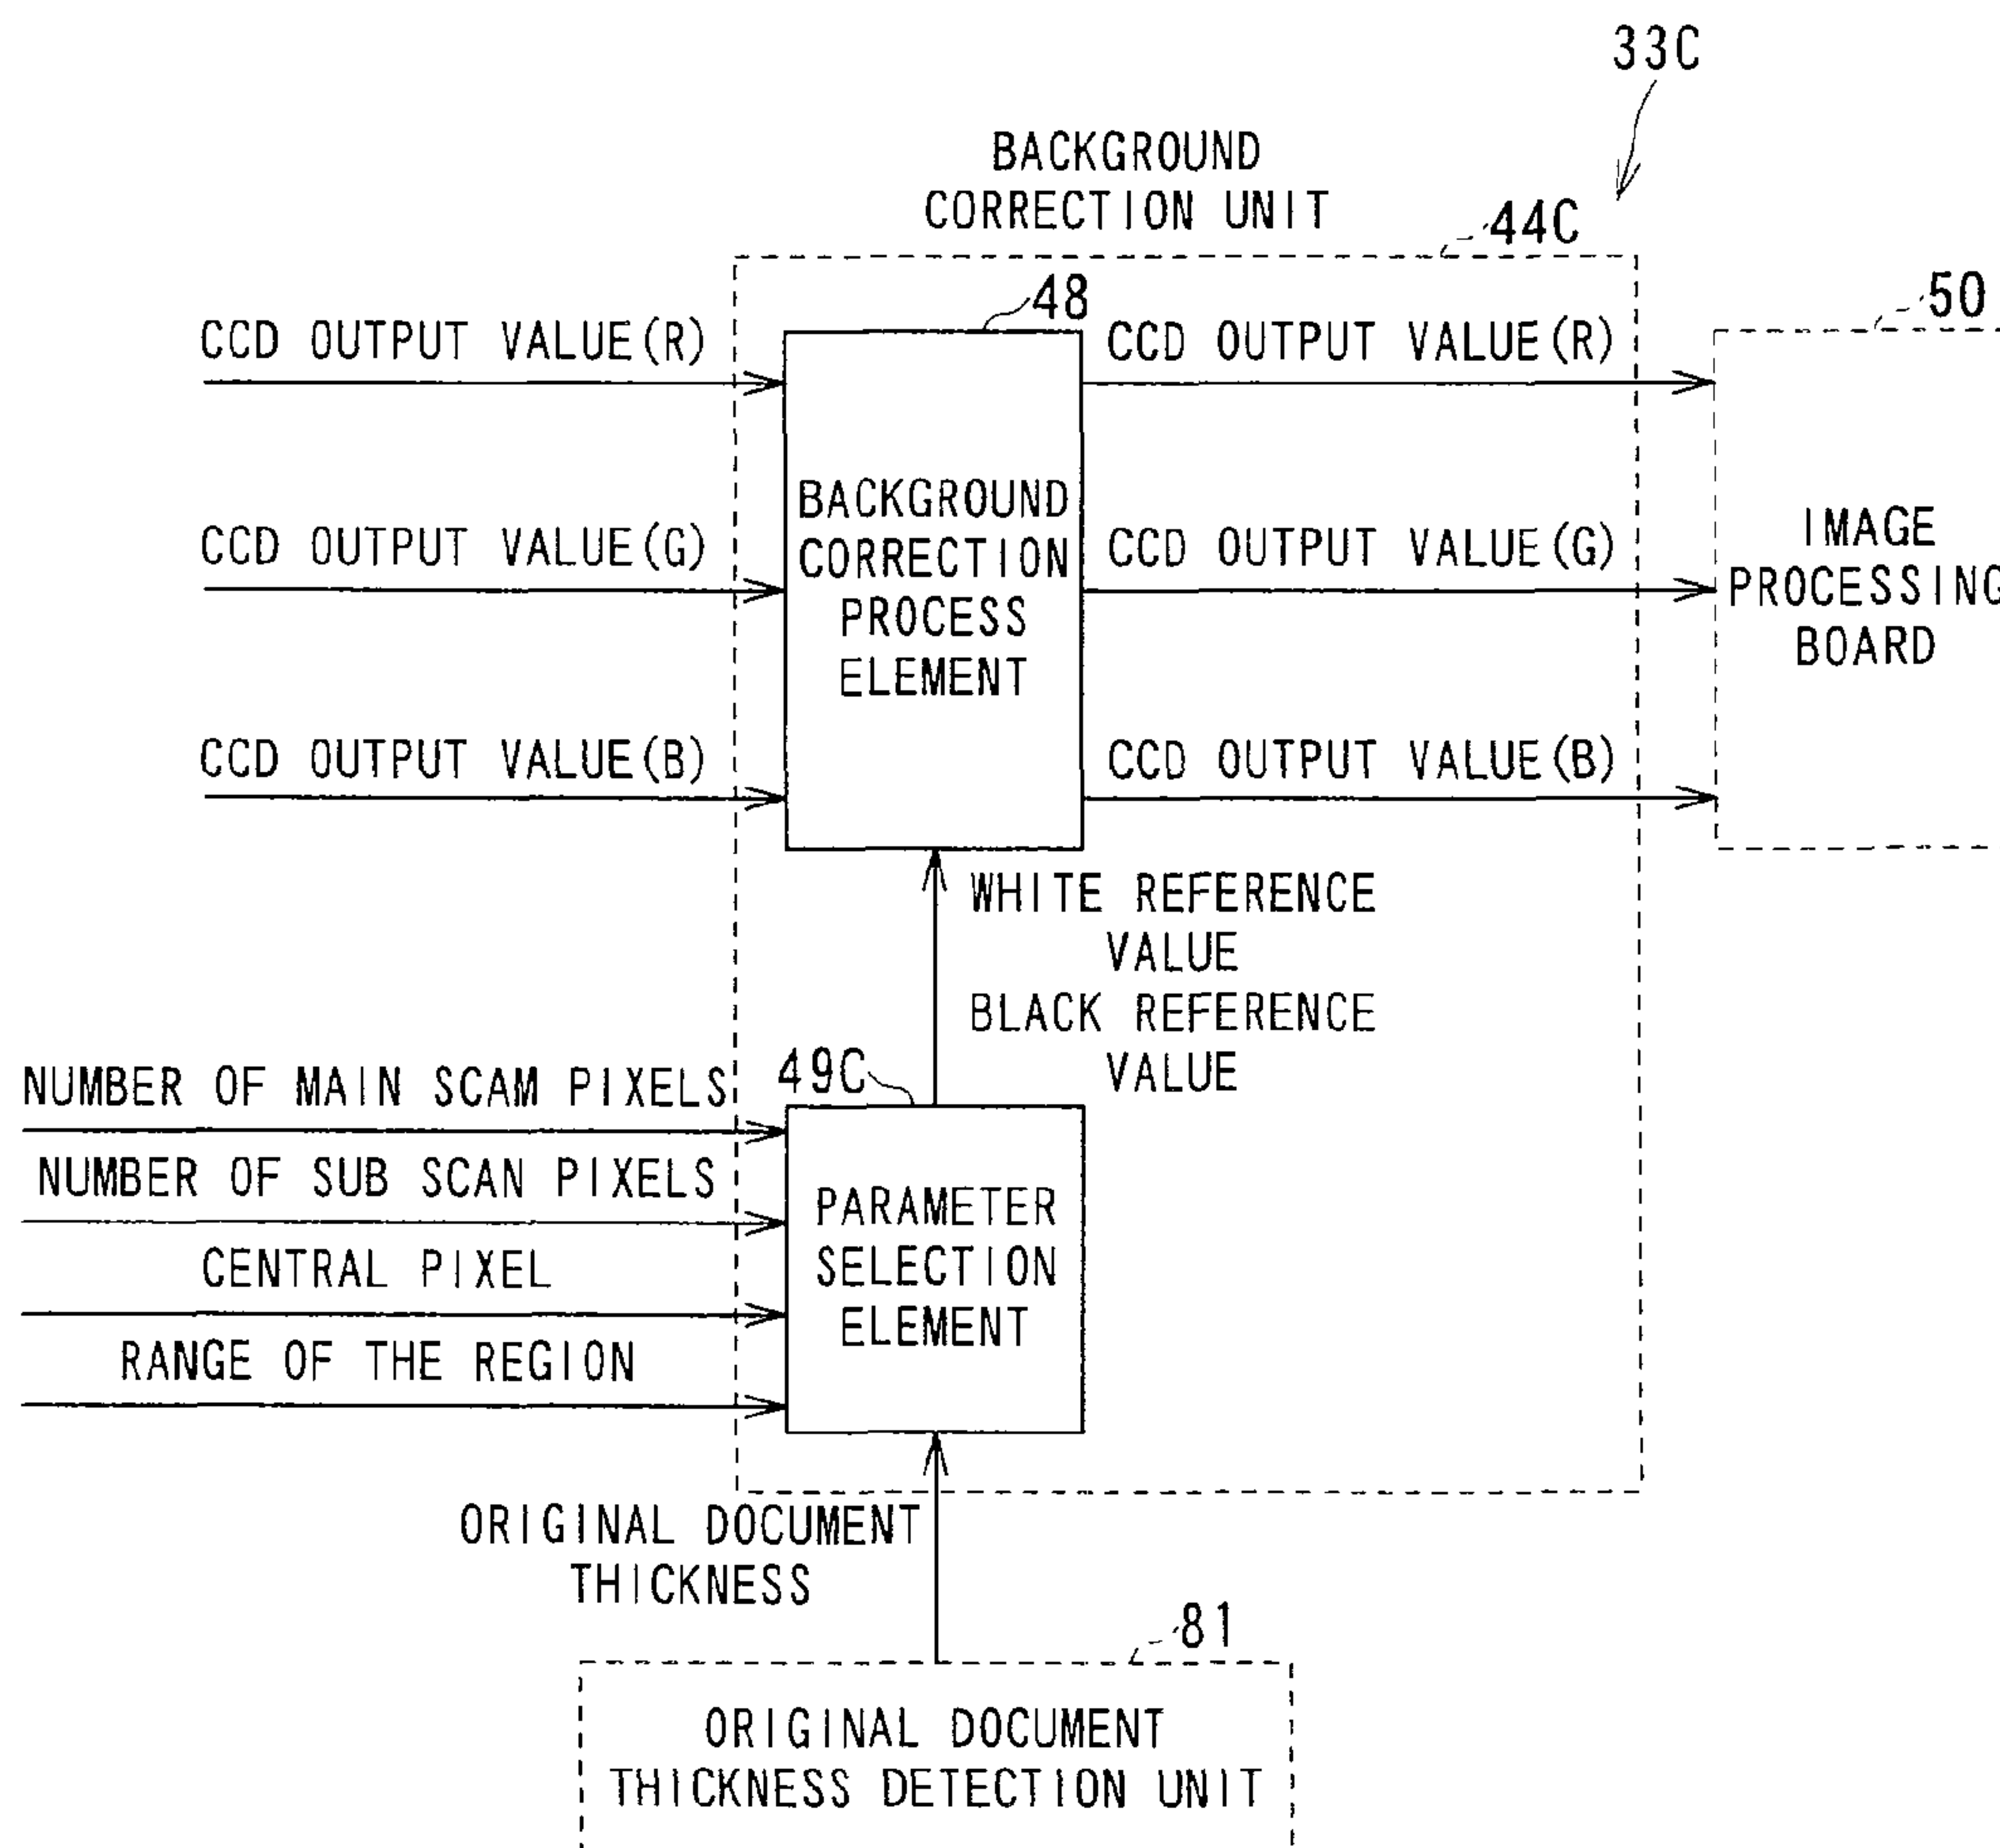 33C
BACKGROUND
CORRECTION UNIT
44C
48
50
CCD OUTPUT VALUE(R)
CCD OUTPUT VALUE(R)
BACKGROUND
CORRECTION
PROCESS
ELEMENT
CCD OUTPUT VALUE(G)
CCD OUTPUT VALUE(G)
IMAGE
PROCESSING
BOARD
CCD OUTPUT VALUE(B)
CCD OUTPUT VALUE(B)
WHITE REFERENCE
VALUE
BLACK REFERENCE
VALUE
49C
NUMBER OF MAIN SCAM PIXELS
NUMBER OF SUB SCAN PIXELS
CENTRAL PIXEL
RANGE OF THE REGION
PARAMETER
SELECTION
ELEMENT
ORIGINAL DOCUMENT
THICKNESS
81
ORIGINAL DOCUMENT
THICKNESS DETECTION UNIT